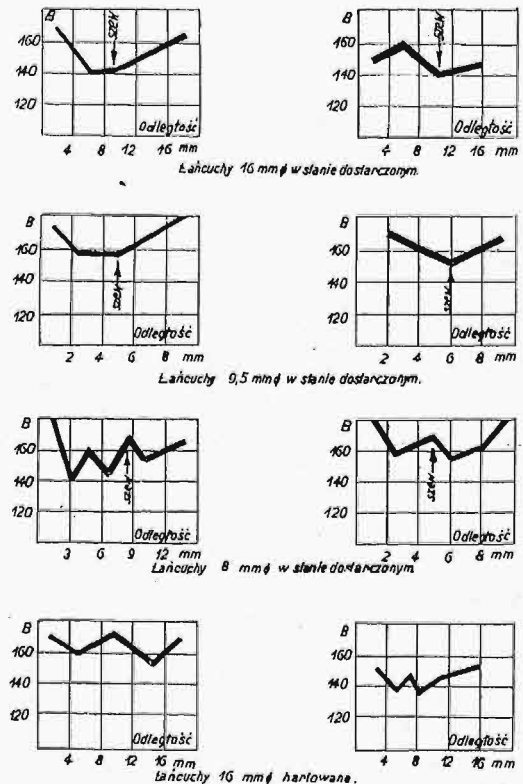 B szew B szew
160 160
140 140
120 120
Odległość Odległość
4 8 12 16 mm 4 8 12 16 mm
Łańcuchy 16 mm ϕ w stanie dostarczonym.
B B
160 160
140 szew 140 szew
120 120
Odległość Odległość
2 4 6 8 mm 2 4 6 8 mm
Łańcuchy 9,5 mm ϕ w stanie dostarczonym.
B B
160 160
140 szew 140 szew
120 120
Odległość Odległość
3 6 9 12 mm 2 4 6 8 mm
Łańcuchy 8 mm ϕ w stanie dostarczonym
B B
160 160
140 140
120 120
Odległość Odległość
4 8 12 16 mm 4 8 12 16 mm
Łańcuchy 16 mm ϕ hartowane.